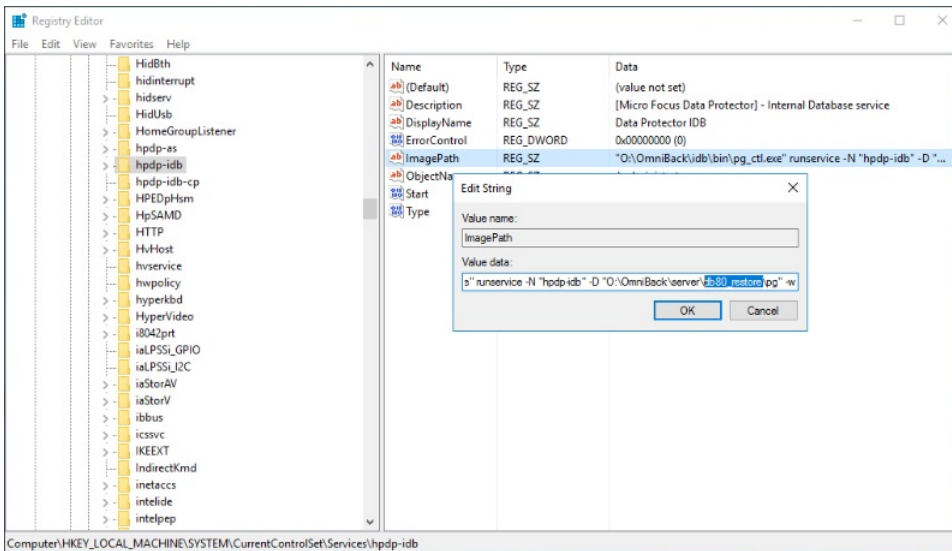 Registry Editor
File Edit View Favorites Help
HidBth
hidinterrupt
hidserv
HidUsb
HomeGroupListener
hpdp-as
hpdp-idb
hpdp-idb-cp
HPEDpHsm
HpSAMD
HTTP
HvHost
hvservice
hwpolicy
hyperkbd
HyperVideo
i8042prt
iaLPSSi_GPIO
iaLPSSi_I2C
iaStorAV
iaStorV
ibbus
icssvc
IKEEXT
IndirectKmd
inetaccs
intelide
intelpep
Name Type Data
(Default) REG_SZ (value not set)
Description REG_SZ [Micro Focus Data Protector] - Internal Database service
DisplayName REG_SZ Data Protector IDB
ErrorControl REG_DWORD 0x00000000 (0)
ImagePath REG_SZ "O:\OmniBack\idb\bin\pg_ctl.exe" runservice -N "hpdp-idb" -D "...
ObjectNa
Start
Type
Edit String
Value name:
ImagePath
Value data:
e" runservice -N "hpdp-idb" -D "O:\OmniBack\server\db80_restore\pg" -w
OK Cancel
Computer\HKEY_LOCAL_MACHINE\SYSTEM\CurrentControlSet\Services\hpdp-idb